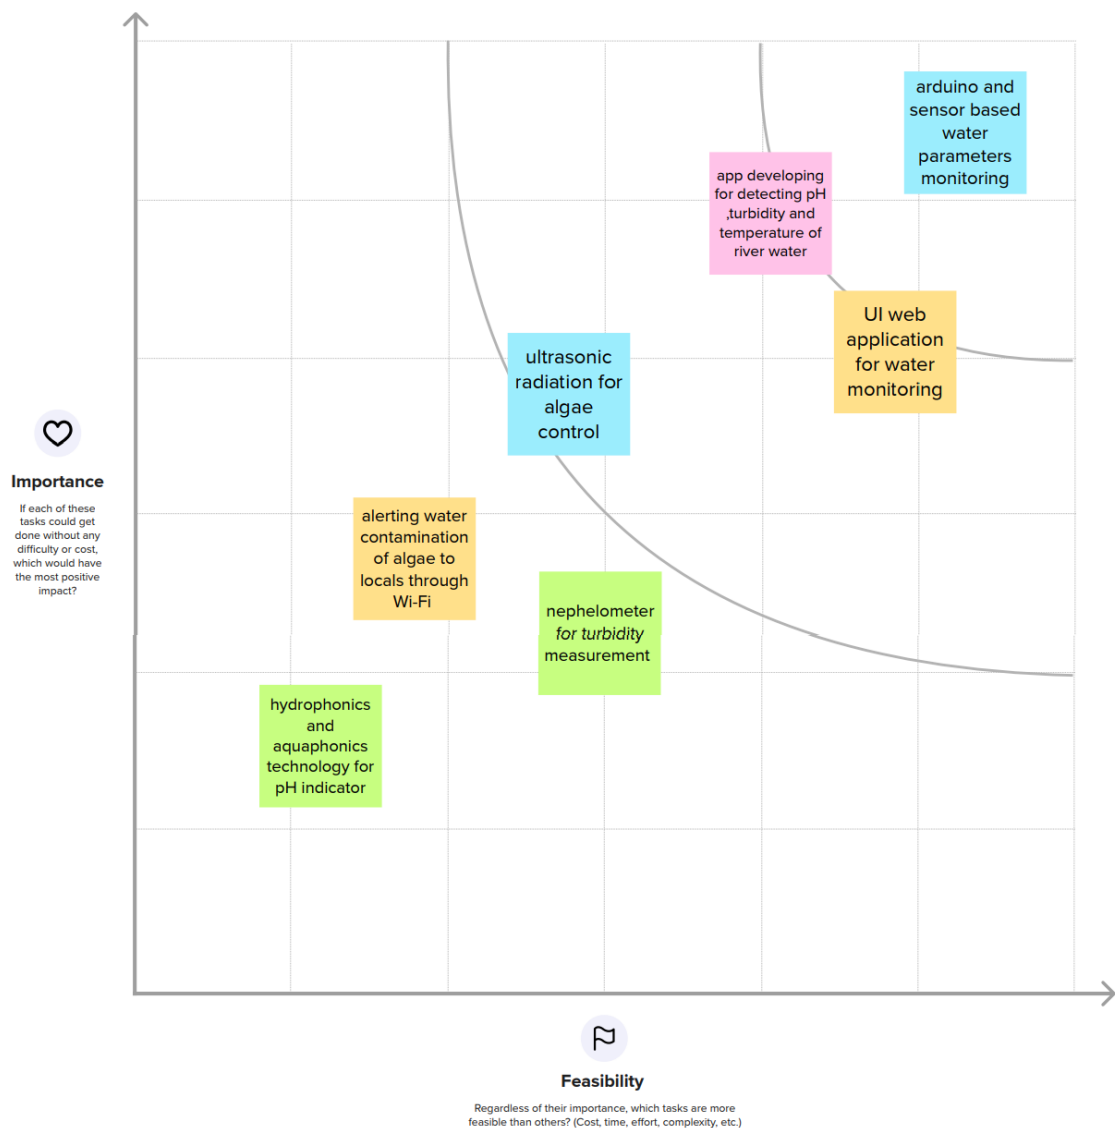 arduino and
sensor based
water
parameters
monitoring
app developing
for detecting pH
,turbidity and
temperature of
river water
UI web
application
for water
monitoring
ultrasonic
radiation for
algae
control
Importance
If each of these
tasks could get
done without any
difficulty or cost,
which would have
the most positive
impact?
alerting water
contamination
of algae to
locals through
Wi-Fi
nephelometer
for turbidity
measurement
hydrophonics
and
aquaphonics
technology for
pH indicator
Feasibility
Regardless of their importance, which tasks are more
feasible than others? (Cost, time, effort, complexity, etc.)